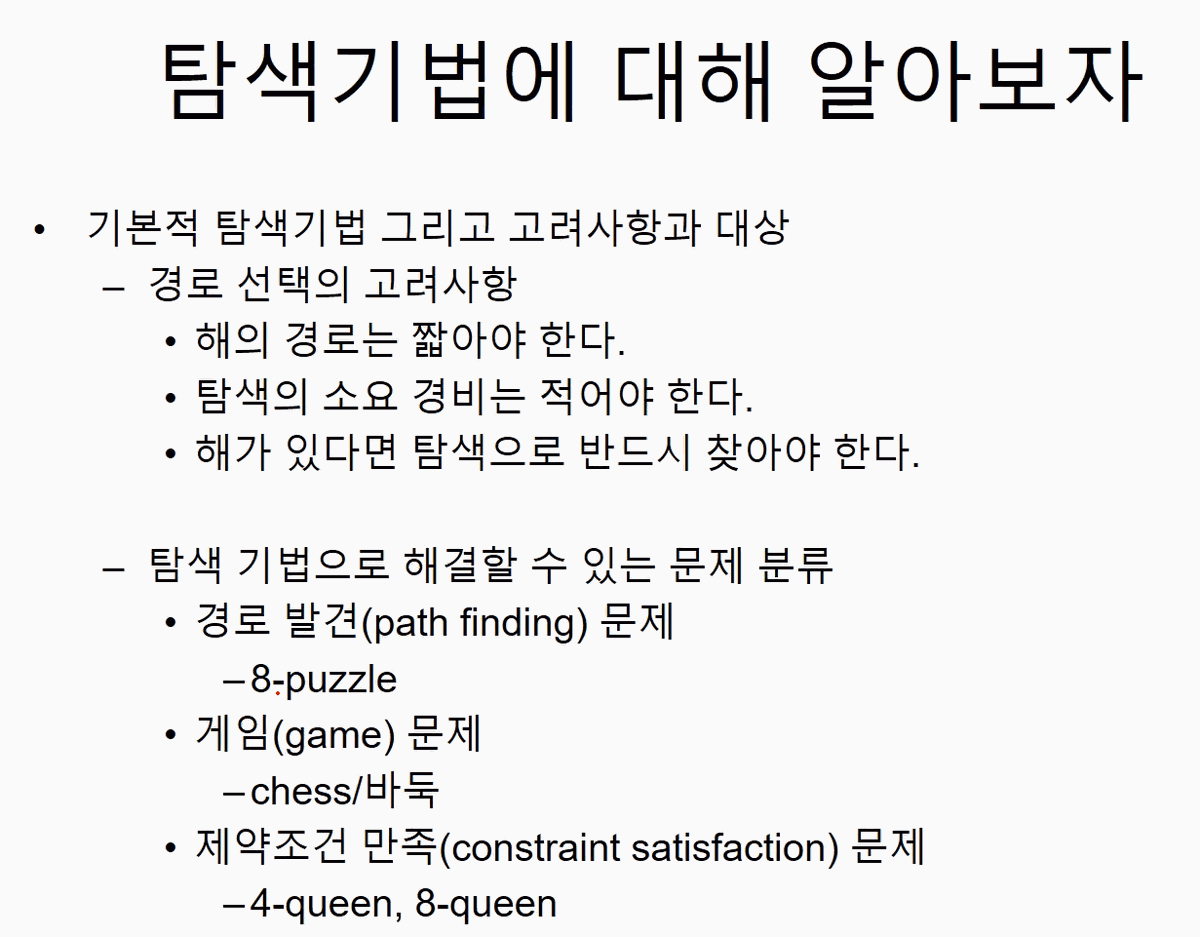 탐색기법에 대해 알아보자
• 기본적 탐색기법 그리고 고려사항과 대상
– 경로 선택의 고려사항
• 해의 경로는 짧아야 한다.
• 탐색의 소요 경비는 적어야 한다.
• 해가 있다면 탐색으로 반드시 찾아야 한다.
– 탐색 기법으로 해결할 수 있는 문제 분류
• 경로 발견(path finding) 문제
–8-puzzle
• 게임(game) 문제
–chess/바둑
• 제약조건 만족(constraint satisfaction) 문제
–4-queen, 8-queen